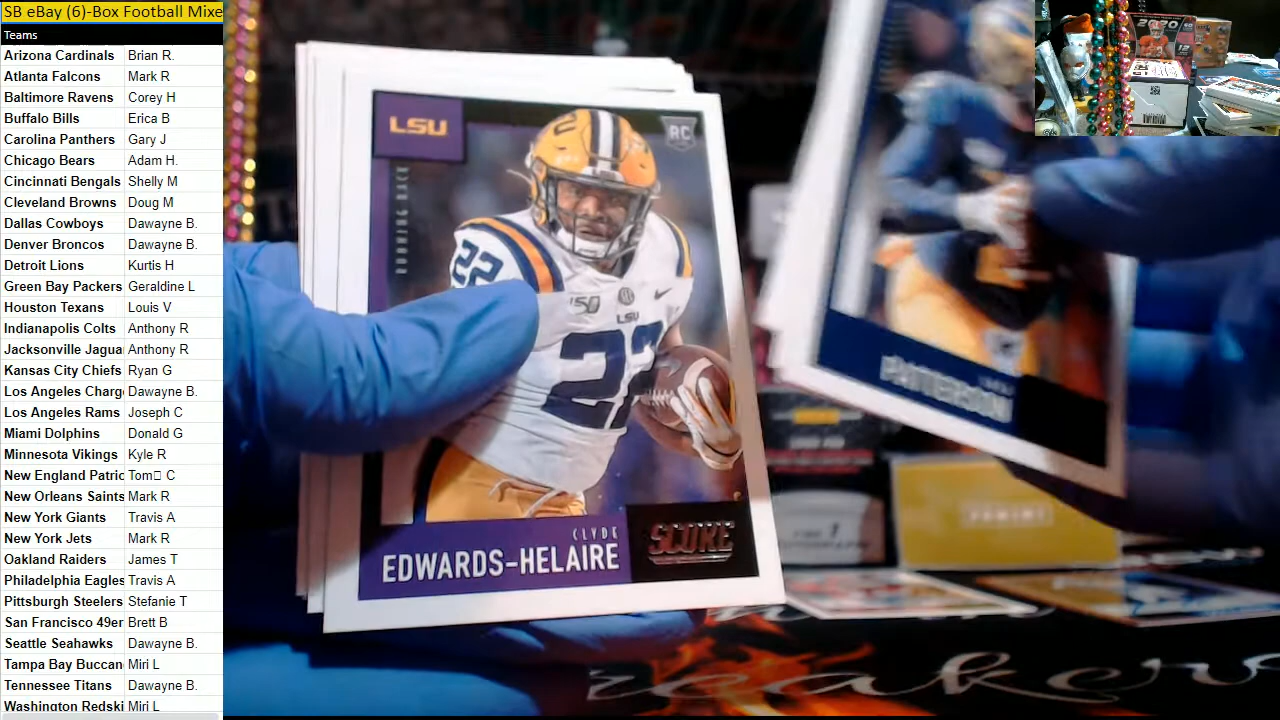 SB eBay (6)-Box Football Mixe
Teams
Arizona Cardinals Brian R.
Atlanta Falcons Mark R
Baltimore Ravens Corey H
Buffalo Bills Erica B
Carolina Panthers Gary J
Chicago Bears Adam H.
Cincinnati Bengals Shelly M
Cleveland Browns Doug M
Dallas Cowboys Dawayne B.
Denver Broncos Dawayne B.
Detroit Lions Kurtis H
Green Bay Packers Geraldine L
Houston Texans Louis V
Indianapolis Colts Anthony R
Jacksonville Jagua Anthony R
Kansas City Chiefs Ryan G
Los Angeles Charg Dawayne B.
Los Angeles Rams Joseph C
Miami Dolphins Donald G
Minnesota Vikings Kyle R
New England Patric Tom□ C
New Orleans Saints Mark R
New York Giants Travis A
New York Jets Mark R
Oakland Raiders James T
Philadelphia Eagles Travis A
Pittsburgh Steelers Stefanie T
San Francisco 49er Brett B
Seattle Seahawks Dawayne B.
Tampa Bay Buccan Miri L
Tennessee Titans Dawayne B.
Washington Redski Miri L
LSU
RC
RUNNING BACK
22
'50
LSU
22
CLYDE
EDWARDS-HELAIRE
SCORE
PATTERSON
PANINI
2020